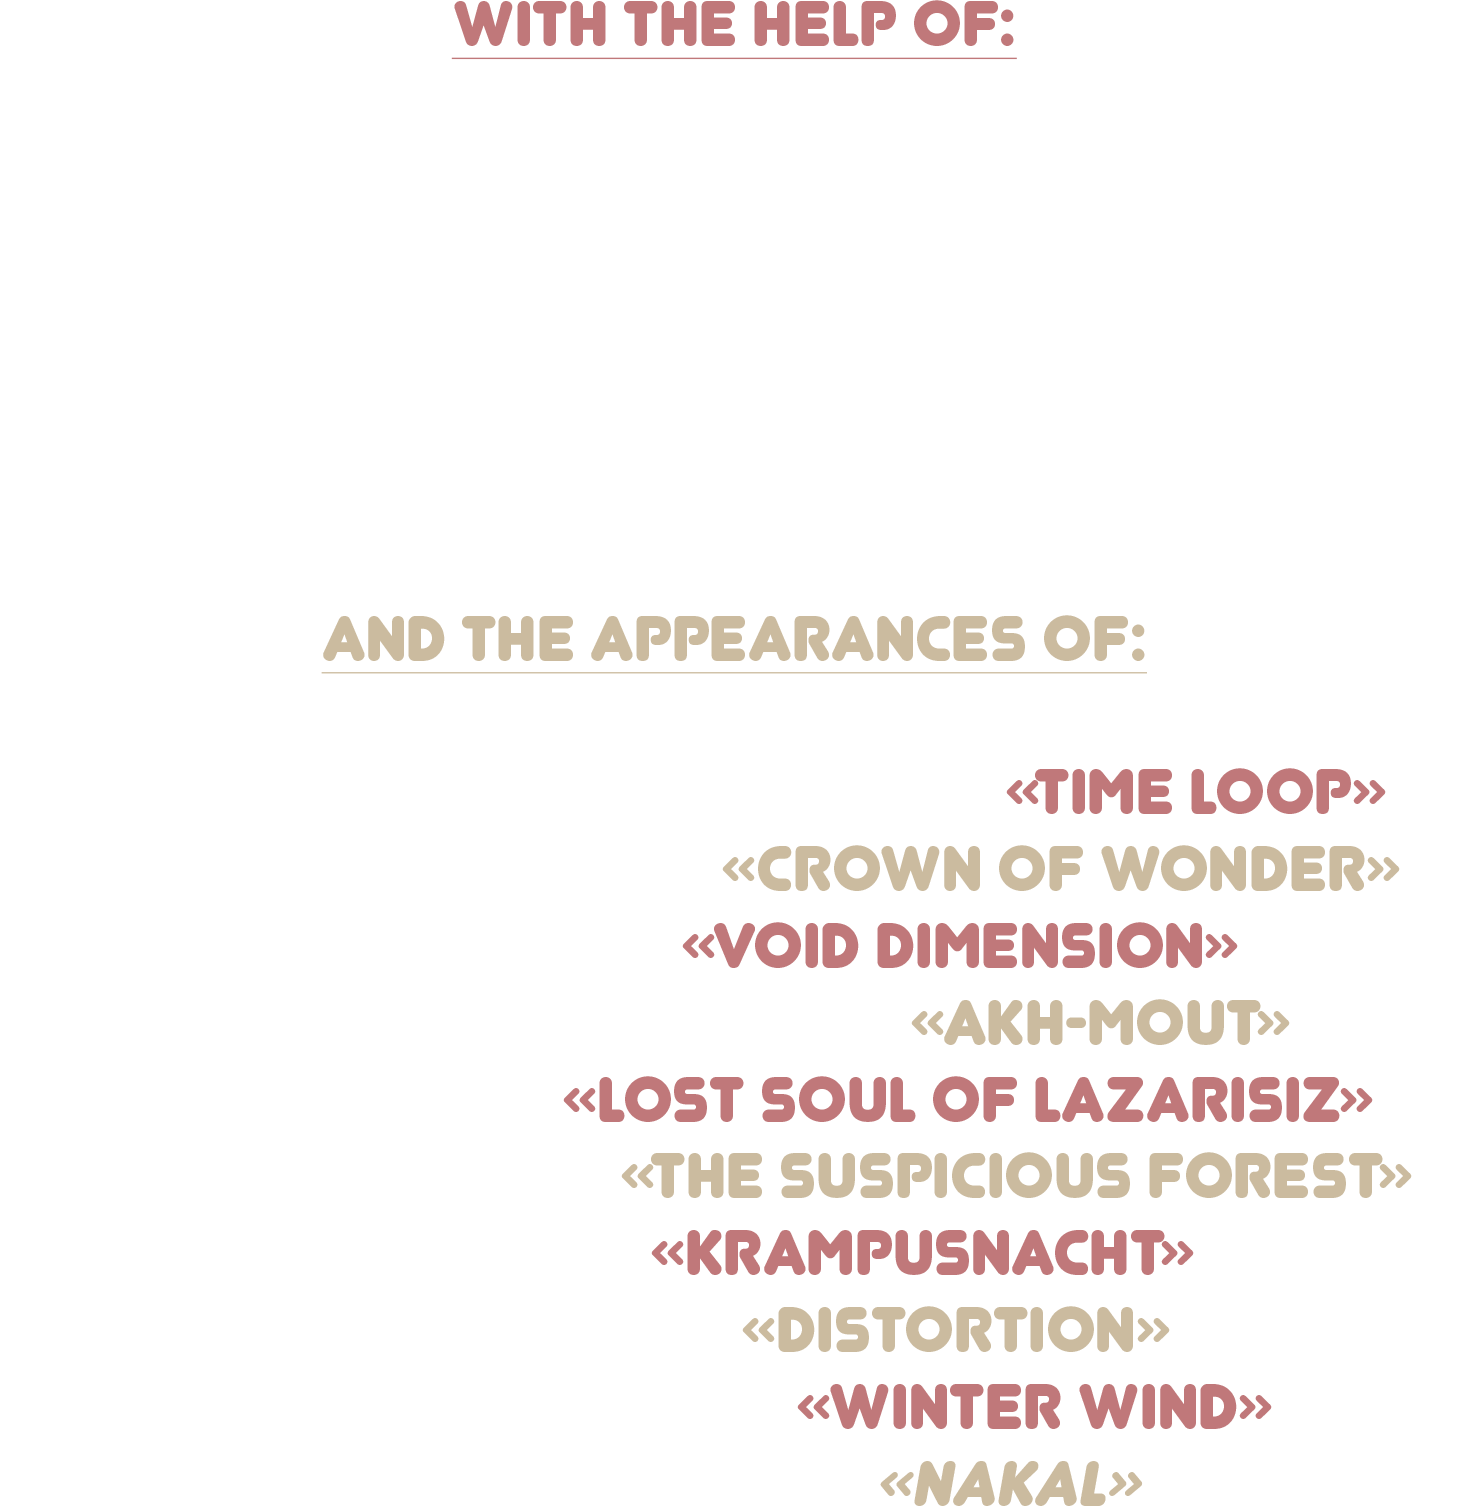 WITH THE HELP OF:
AND THE APPEARANCES OF:
«TIME LOOP»
«CROWN OF WONDER»
«VOID DIMENSION»
«AKH-MOUT»
«LOST SOUL OF LAZARISIZ»
«THE SUSPICIOUS FOREST»
«KRAMPUSNACHT»
«DISTORTION»
«WINTER WIND»
«NAKAL»